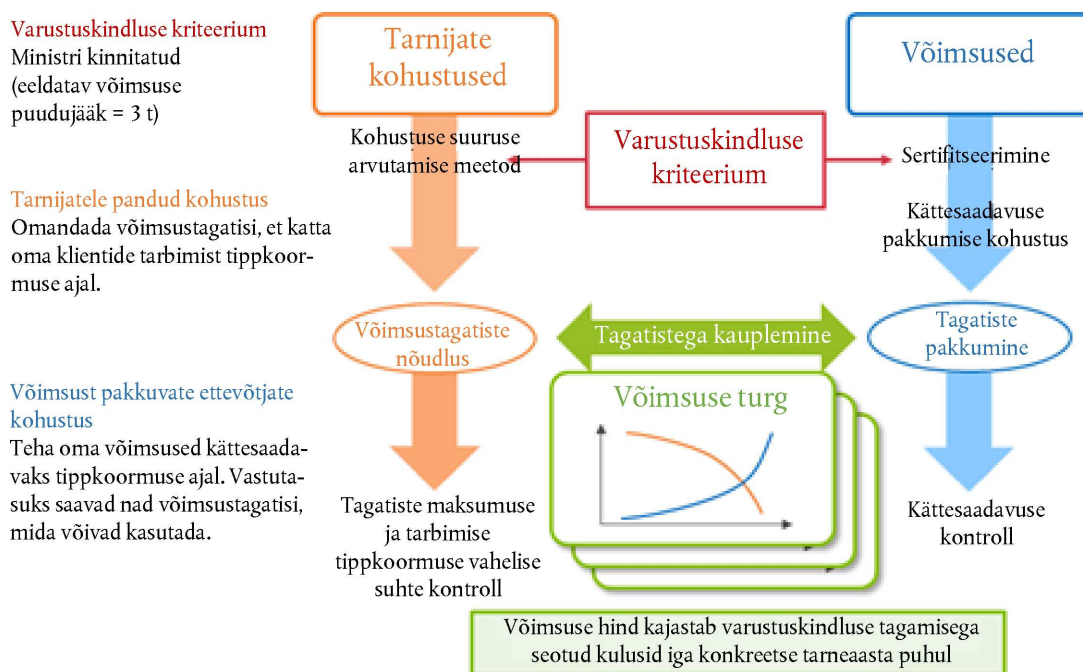 Varustuskindluse kriteerium
Ministri kinnitatud
(eeldatav võimsuse
puudujääk = 3 t)
Tarnijatele pandud kohustus
Omandada võimsustagatisi, et katta
oma klientide tarbimist tippkoor-
muse ajal.
Võimsust pakkuvate ettevõtjate
kohustus
Teha oma võimsused kättesaada-
vaks tippkoormuse ajal. Vastuta-
suks saavad nad võimsustagatisi,
mida võivad kasutada.
Tarnijate
kohustused
Kohustuse suuruse
arvutamise meetod
Võimsustagatiste
nõudlus
Tagatiste maksumuse
ja tarbimise
tippkoormuse vahelise
suhte kontroll
Varustuskindluse
kriteerium
Tagatistega kauplemine
Võimsuse turg
Võimsused
Sertifitseerimine
Kättesaadavuse
pakkumise kohustus
Tagatiste
pakkumine
Kättesaadavuse
kontroll
Võimsuse hind kajastab varustuskindluse tagamisega
seotud kulusid iga konkreetse tarneaasta puhul